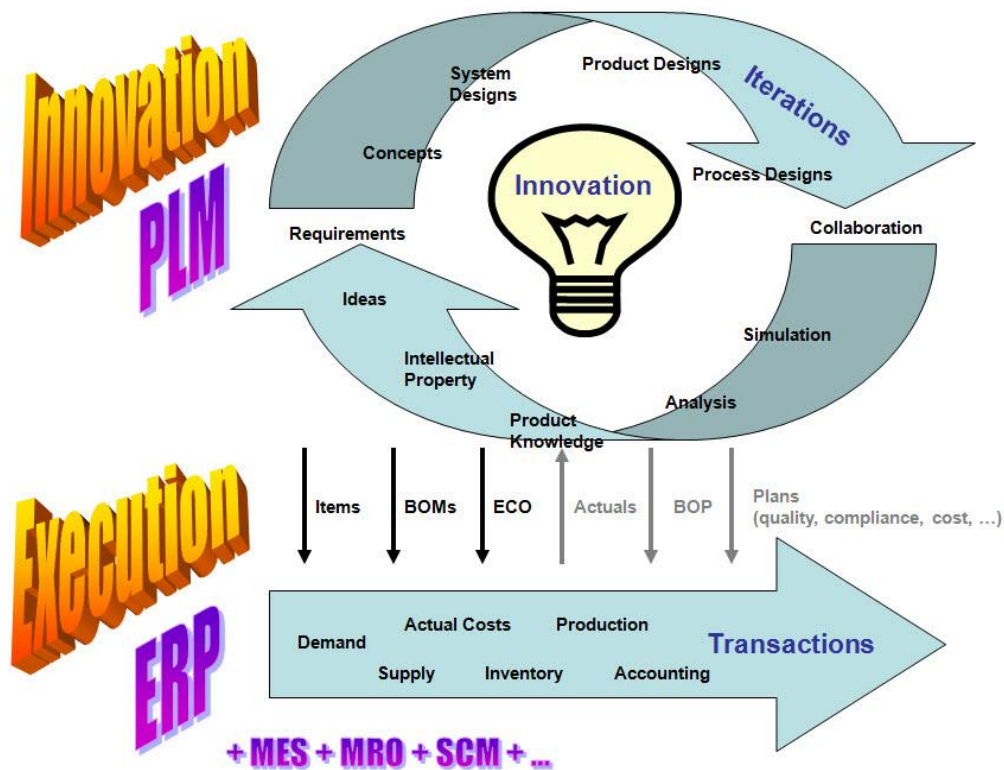 Innovation
PLM
System
Designs
Product Designs
Iterations
Concepts
Innovation
Process Designs
Requirements
Collaboration
Ideas
Simulation
Intellectual
Property
Analysis
Product
Knowledge
Execution
ERP
Items
BOMs
ECO
Actuals
BOP
Plans
(quality, compliance, cost, ...)
Demand
Actual Costs
Production
Transactions
Supply
Inventory
Accounting
+ MES + MRO + SCM + ...